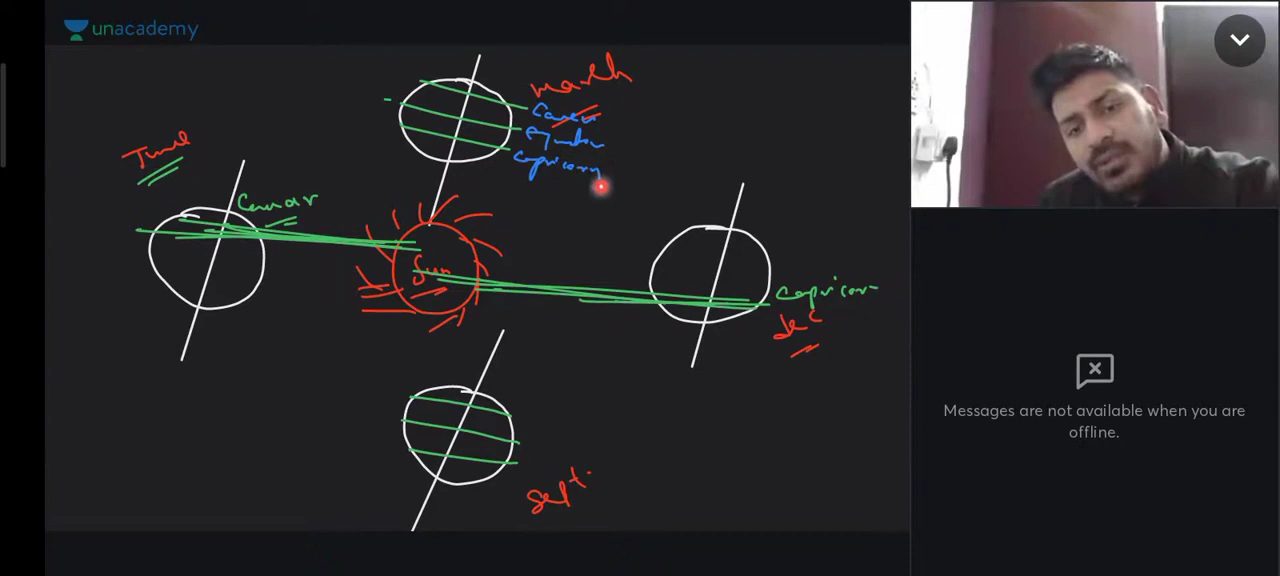 unacademy
March
Cancer
Equator
Capricorn
June
Cancer
Sun
Capricorn
Dec
Sept.
Messages are not available when you are
offline.